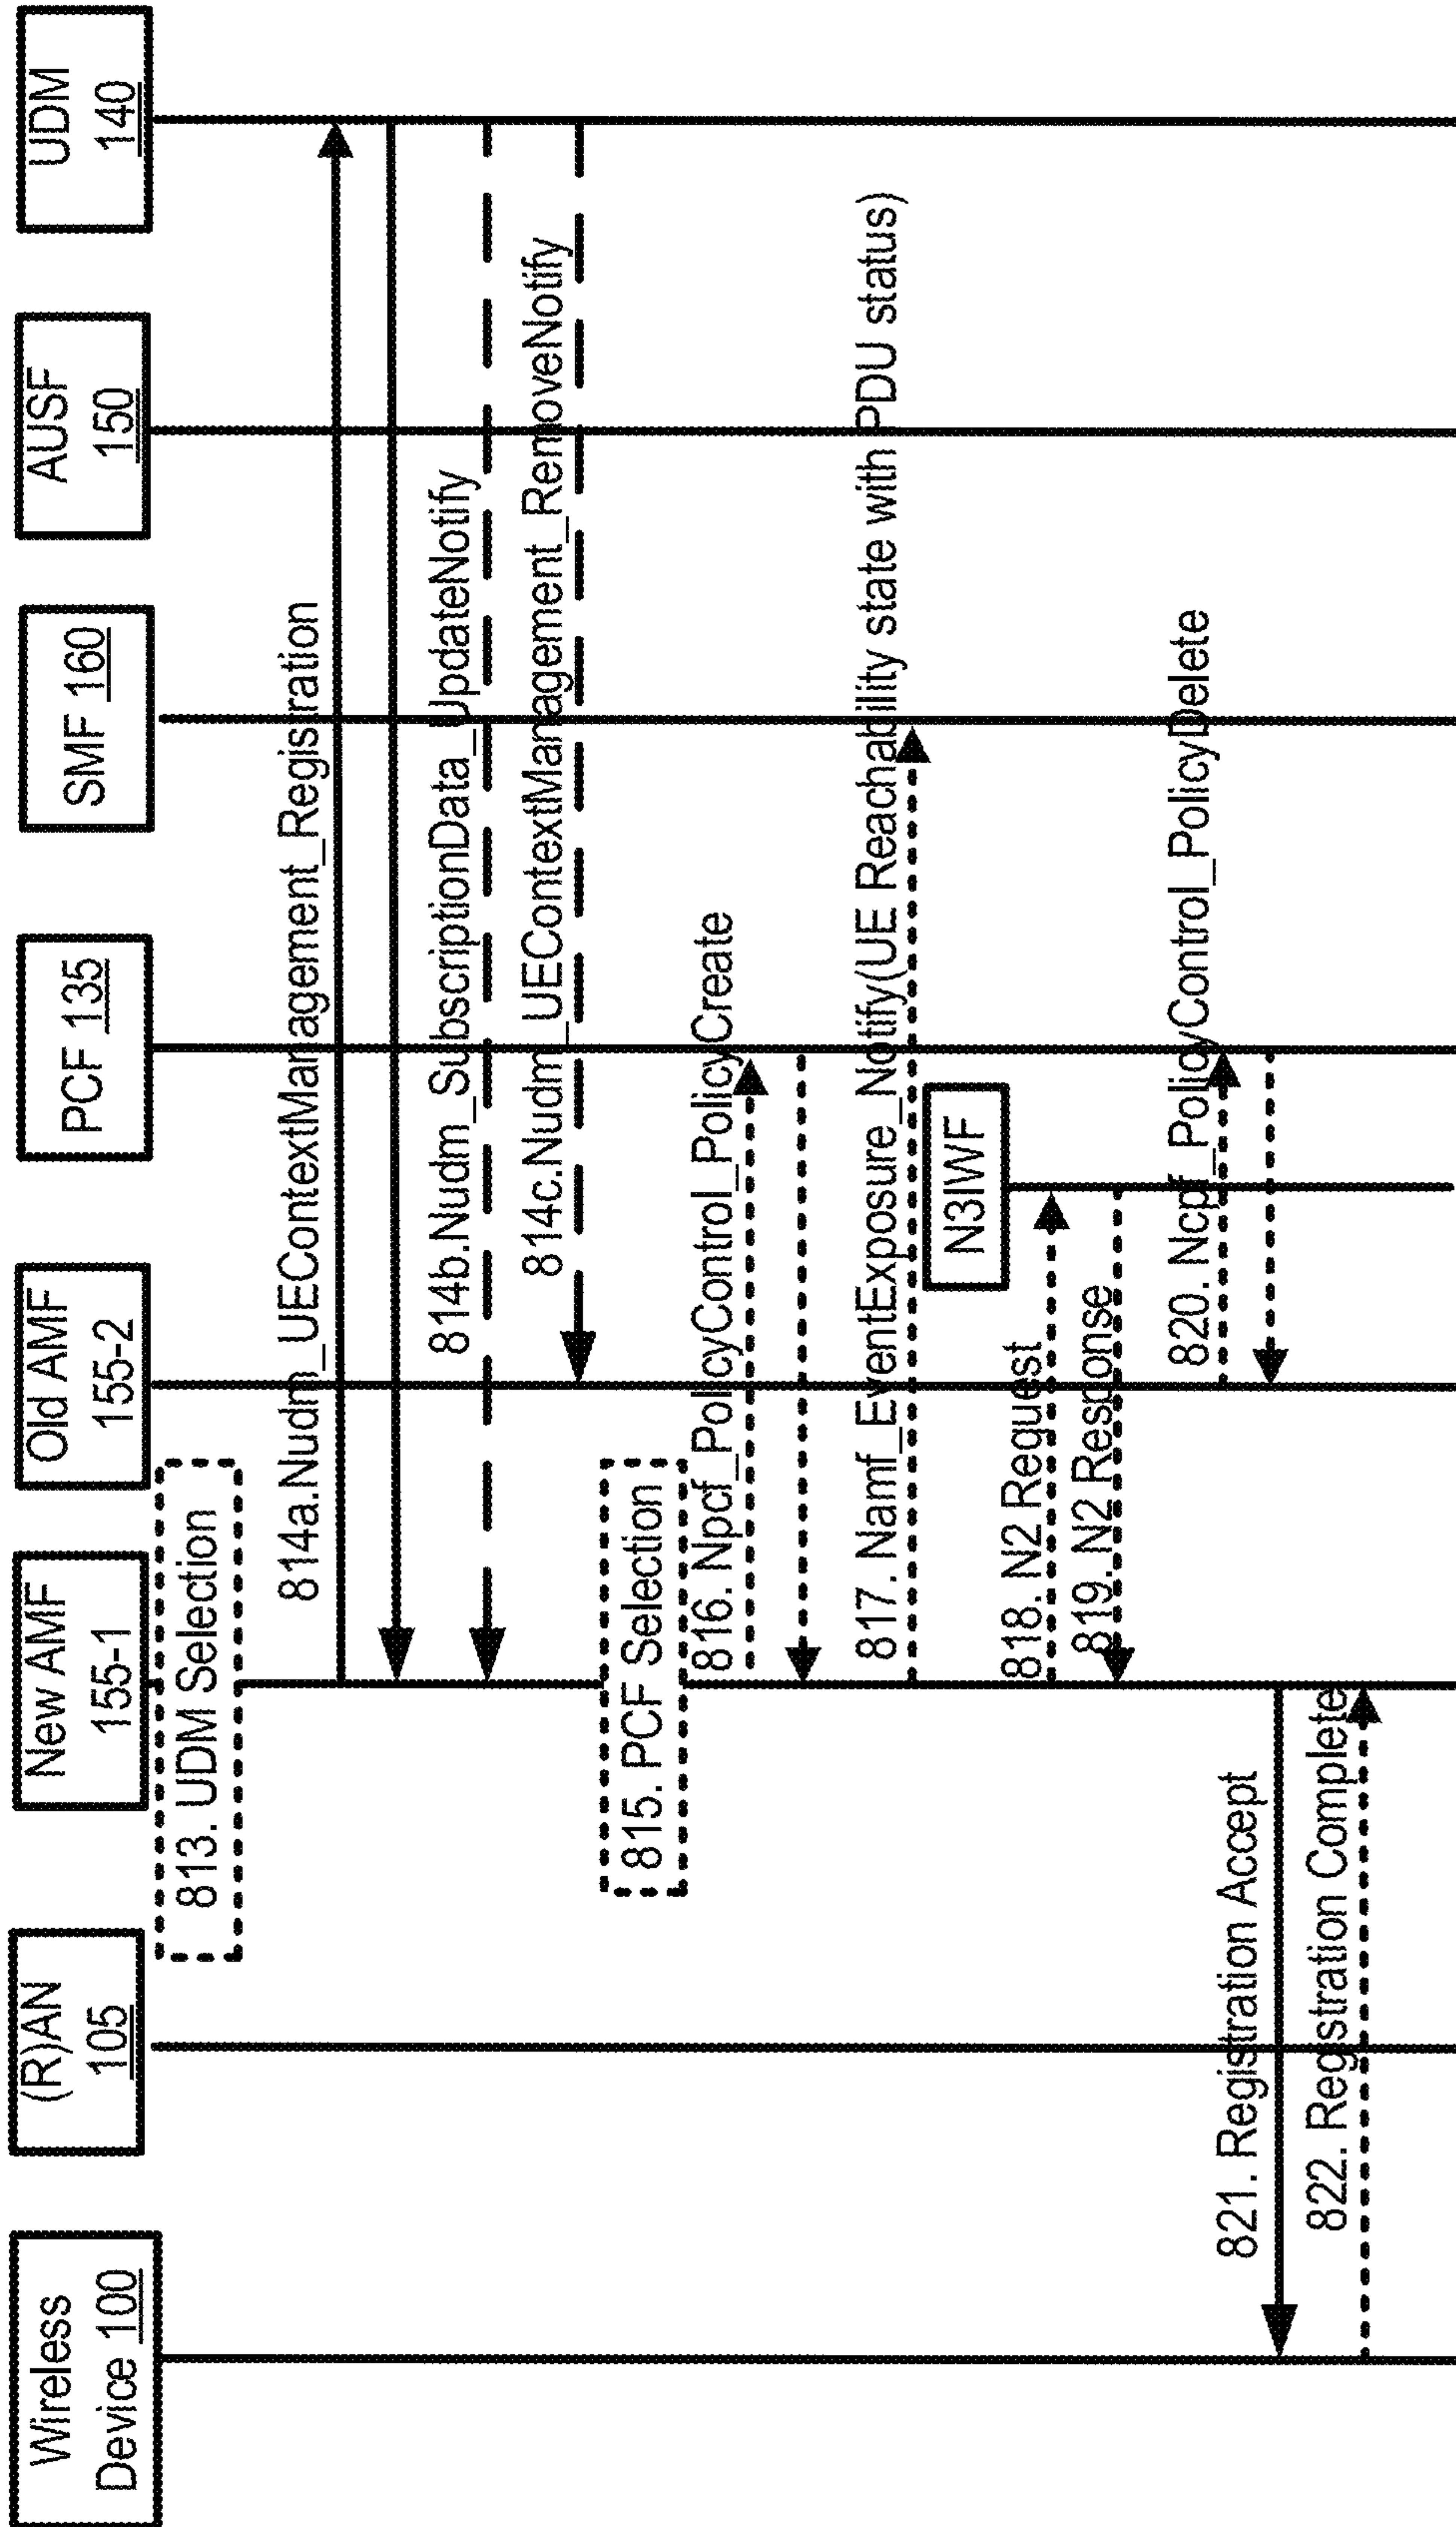 Wireless
Device 100
(R)AN
105
New AMF
155-1
Old AMF
155-2
PCF 135
SMF 160
AUSF
150
UDM
140
813. UDM Selection
814a.Nudm_UEContextManagement_Registration
814b.Nudm_SubscriptionData_UpdateNotify
814c.Nudm_UEContextManagement_RemoveNotify
815. PCF Selection
816. Npcf_PolicyControl_PolicyCreate
817. Namf_EventExposure_Notify(UE Reachability state with PDU status)
N3IWF
818. N2 Request
819. N2 Response
820. Ncpf_PolicyControl_PolicyDelete
821. Registration Accept
822. Registration Complete